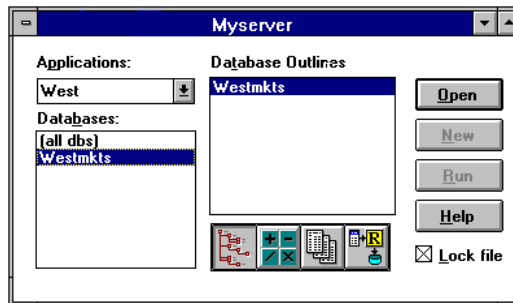 Myserver
Applications:
West
Databases:
(all dbs)
Westmkts
Database Outlines
Westmkts
R
Open
New
Run
Help
Lock file